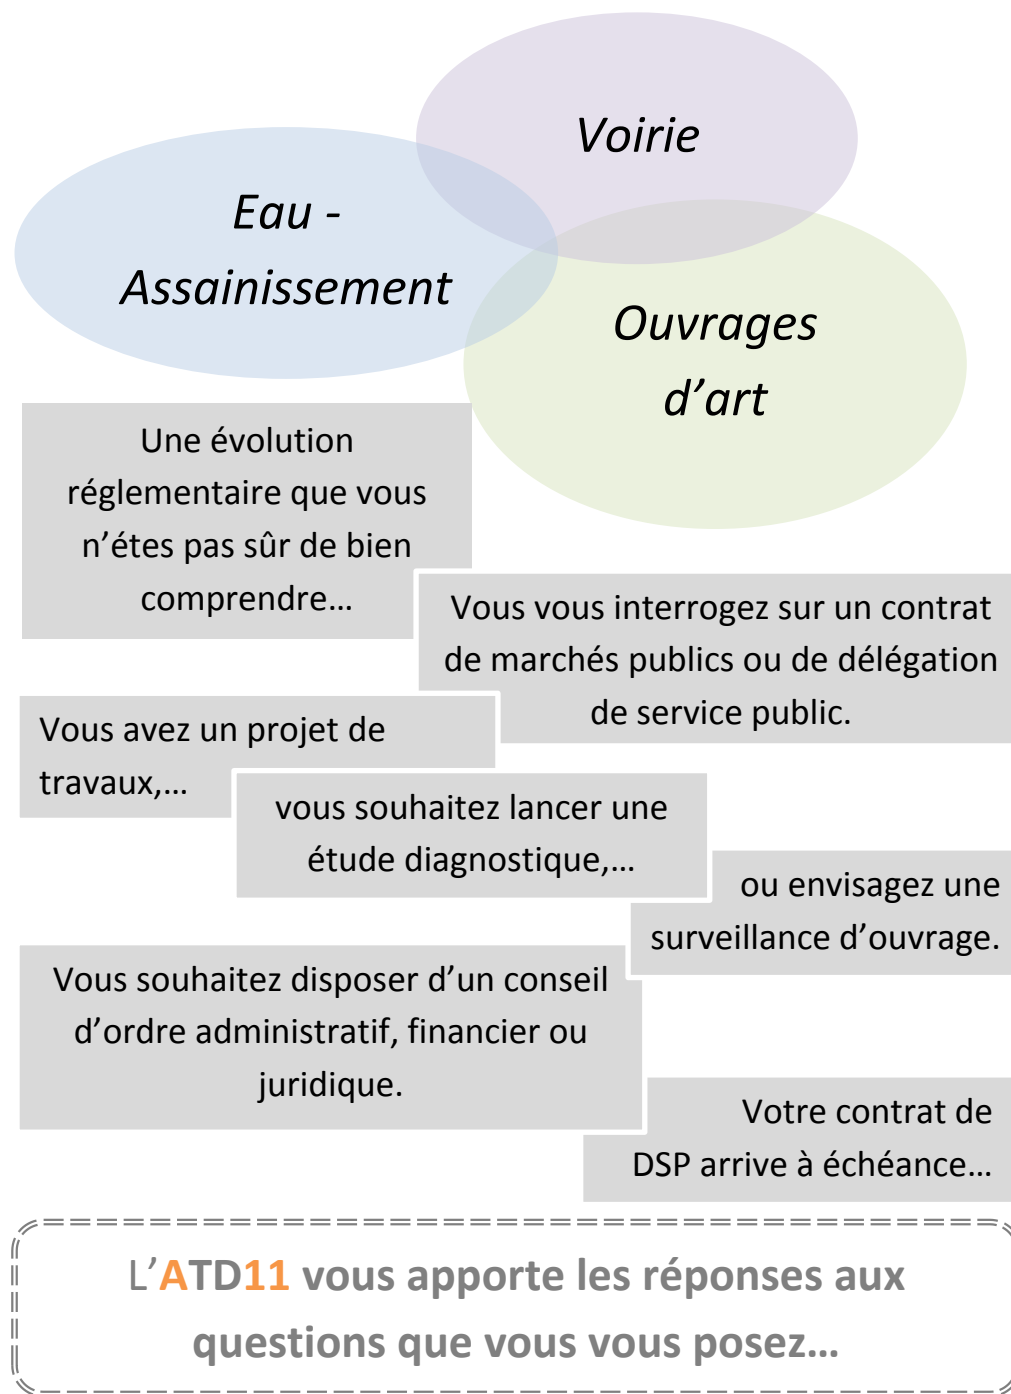 Voirie
Eau -
Assainissement
Ouvrages
d’art
Une évolution
réglementaire que vous
n’étes pas sûr de bien
comprendre…
Vous vous interrogez sur un contrat
de marchés publics ou de délégation
de service public.
Vous avez un projet de
travaux,…
vous souhaitez lancer une
étude diagnostique,…
ou envisagez une
surveillance d’ouvrage.
Vous souhaitez disposer d’un conseil
d’ordre administratif, financier ou
juridique.
Votre contrat de
DSP arrive à échéance…
L’ATD11 vous apporte les réponses aux
questions que vous vous posez…